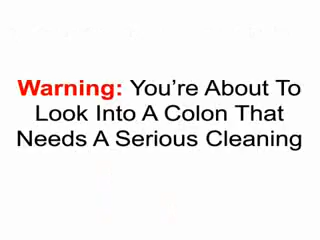 Warning: You’re About To
Look Into A Colon That
Needs A Serious Cleaning